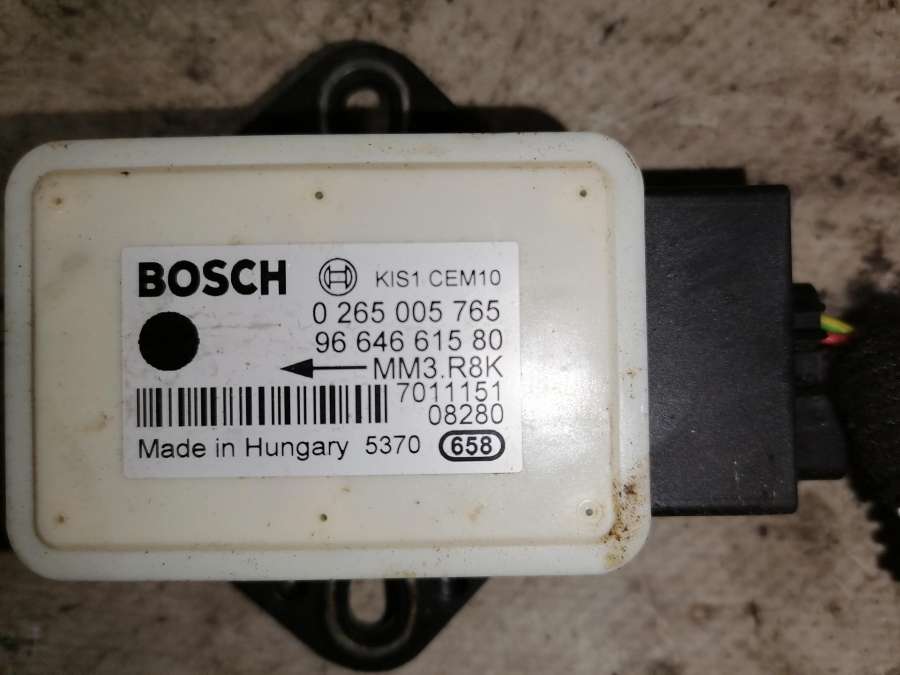 BOSCH KIS1 CEM10
0 265 005 765
96 646 615 80
MM3.R8K
7011151
08280
Made in Hungary 5370 658